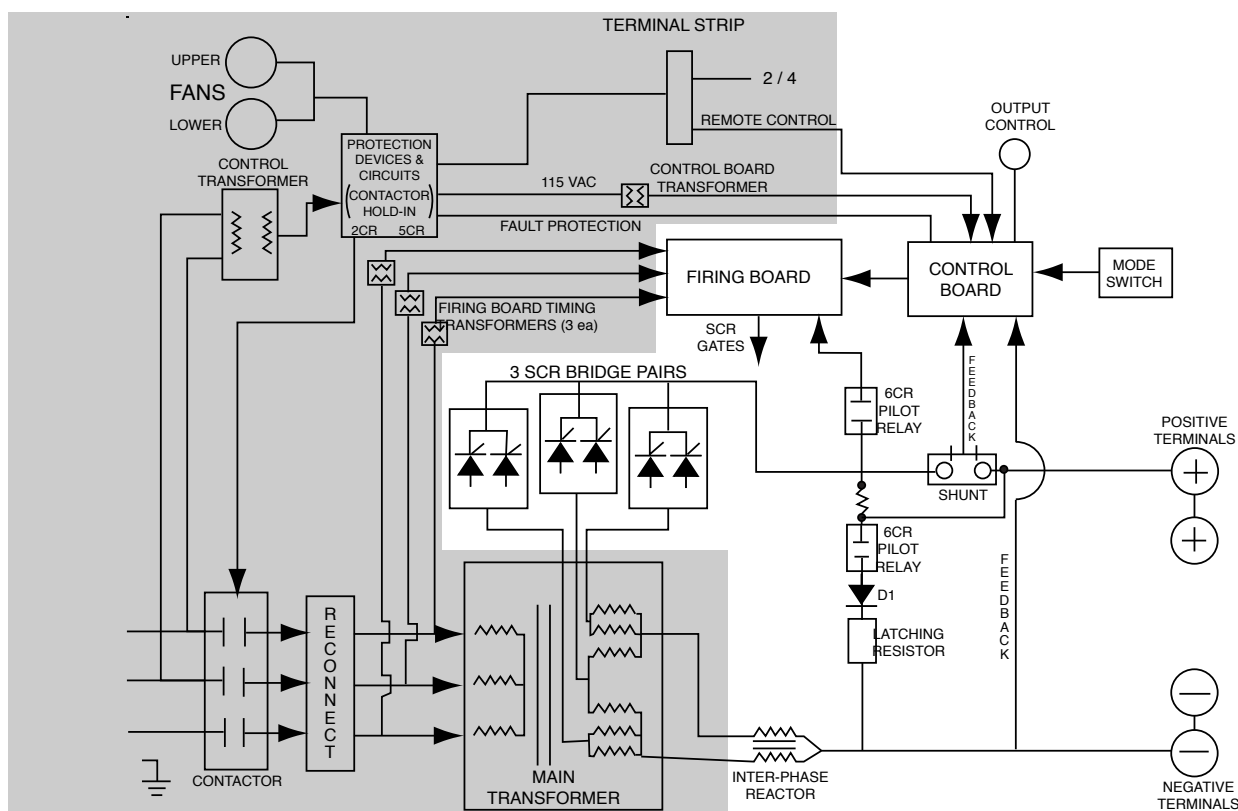 TERMINAL STRIP
UPPER
FANS
LOWER
2 / 4
REMOTE CONTROL
OUTPUT
CONTROL
PROTECTION
DEVICES &
CIRCUITS
(CONTACTOR
HOLD-IN)
2CR 5CR
CONTROL
TRANSFORMER
115 VAC
CONTROL BOARD
TRANSFORMER
FAULT PROTECTION
FIRING BOARD
CONTROL
BOARD
MODE
SWITCH
FIRING BOARD TIMING
TRANSFORMERS (3 ea)
SCR
GATES
3 SCR BRIDGE PAIRS
6CR
PILOT
RELAY
FEEDBACK
POSITIVE
TERMINALS
+
SHUNT
+
6CR
PILOT
RELAY
FEEDBACK
D1
LATCHING
RESISTOR
RECONNECT
CONTACTOR
MAIN
TRANSFORMER
INTER-PHASE
REACTOR
—
—
NEGATIVE
TERMINALS